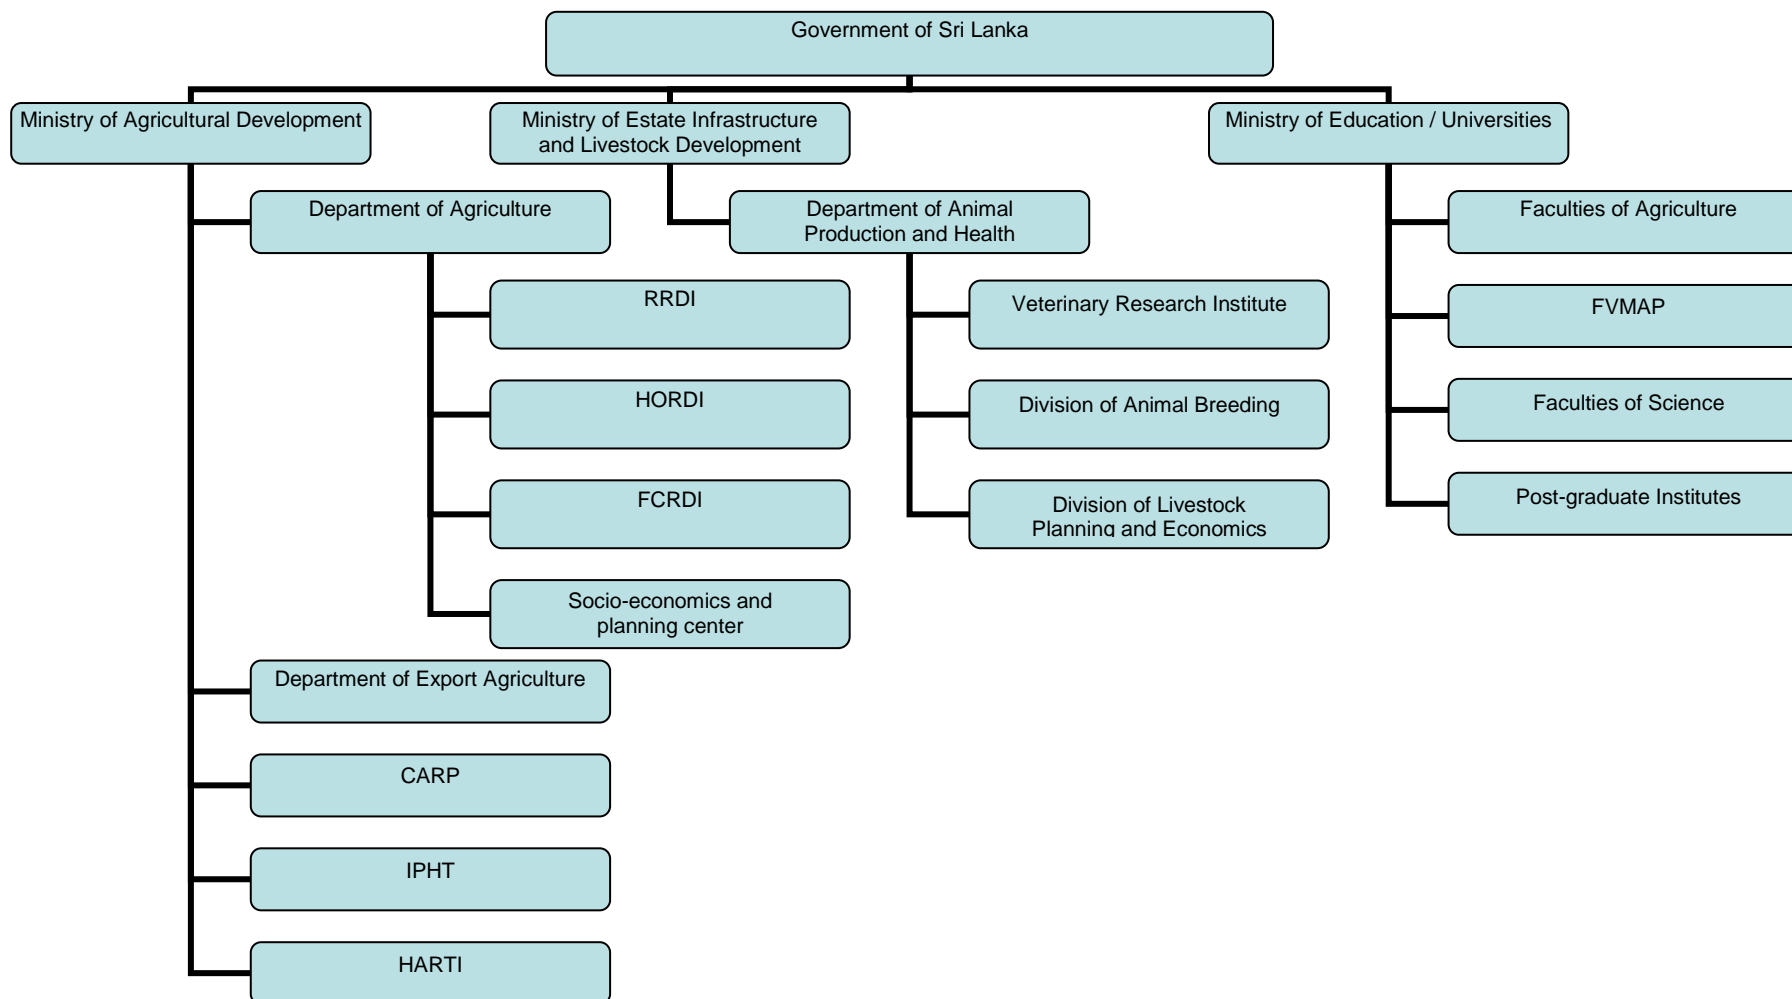 Government of Sri Lanka
Ministry of Agricultural Development
Ministry of Estate Infrastructure
and Livestock Development
Ministry of Education / Universities
Department of Agriculture
Department of Animal
Production and Health
Faculties of Agriculture
RRDI
Veterinary Research Institute
FVMAP
HORDI
Division of Animal Breeding
Faculties of Science
FCRDI
Division of Livestock
Planning and Economics
Post-graduate Institutes
Socio-economics and
planning center
Department of Export Agriculture
CARP
IPHT
HARTI